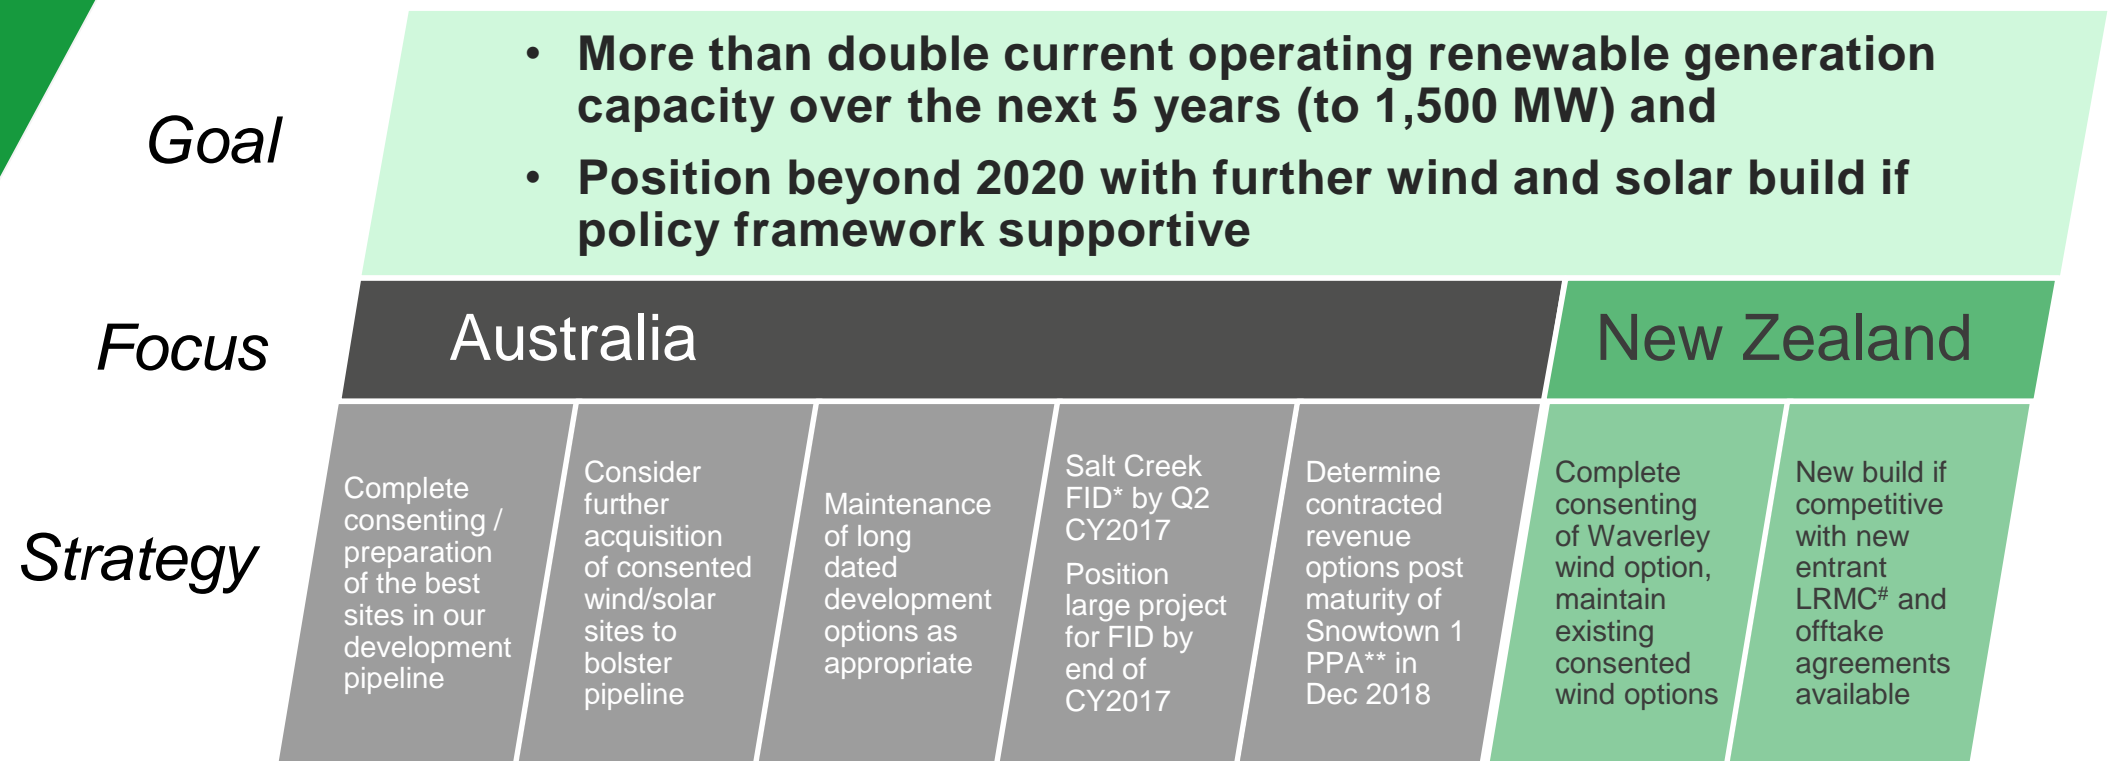 Goal
• More than double current operating renewable generation
capacity over the next 5 years (to 1,500 MW) and
• Position beyond 2020 with further wind and solar build if
policy framework supportive
Focus
Australia
New Zealand
Strategy
Complete
consenting /
preparation
of the best
sites in our
development
pipeline
Consider
further
acquisition
of consented
wind/solar
sites to
bolster
pipeline
Maintenance
of long
dated
development
options as
appropriate
Salt Creek
FID* by Q2
CY2017
Position
large project
for FID by
end of
CY2017
Determine
contracted
revenue
options post
maturity of
Snowtown 1
PPA** in
Dec 2018
Complete
consenting
of Waverley
wind option,
maintain
existing
consented
wind options
New build if
competitive
with new
entrant
LRMC# and
offtake
agreements
available